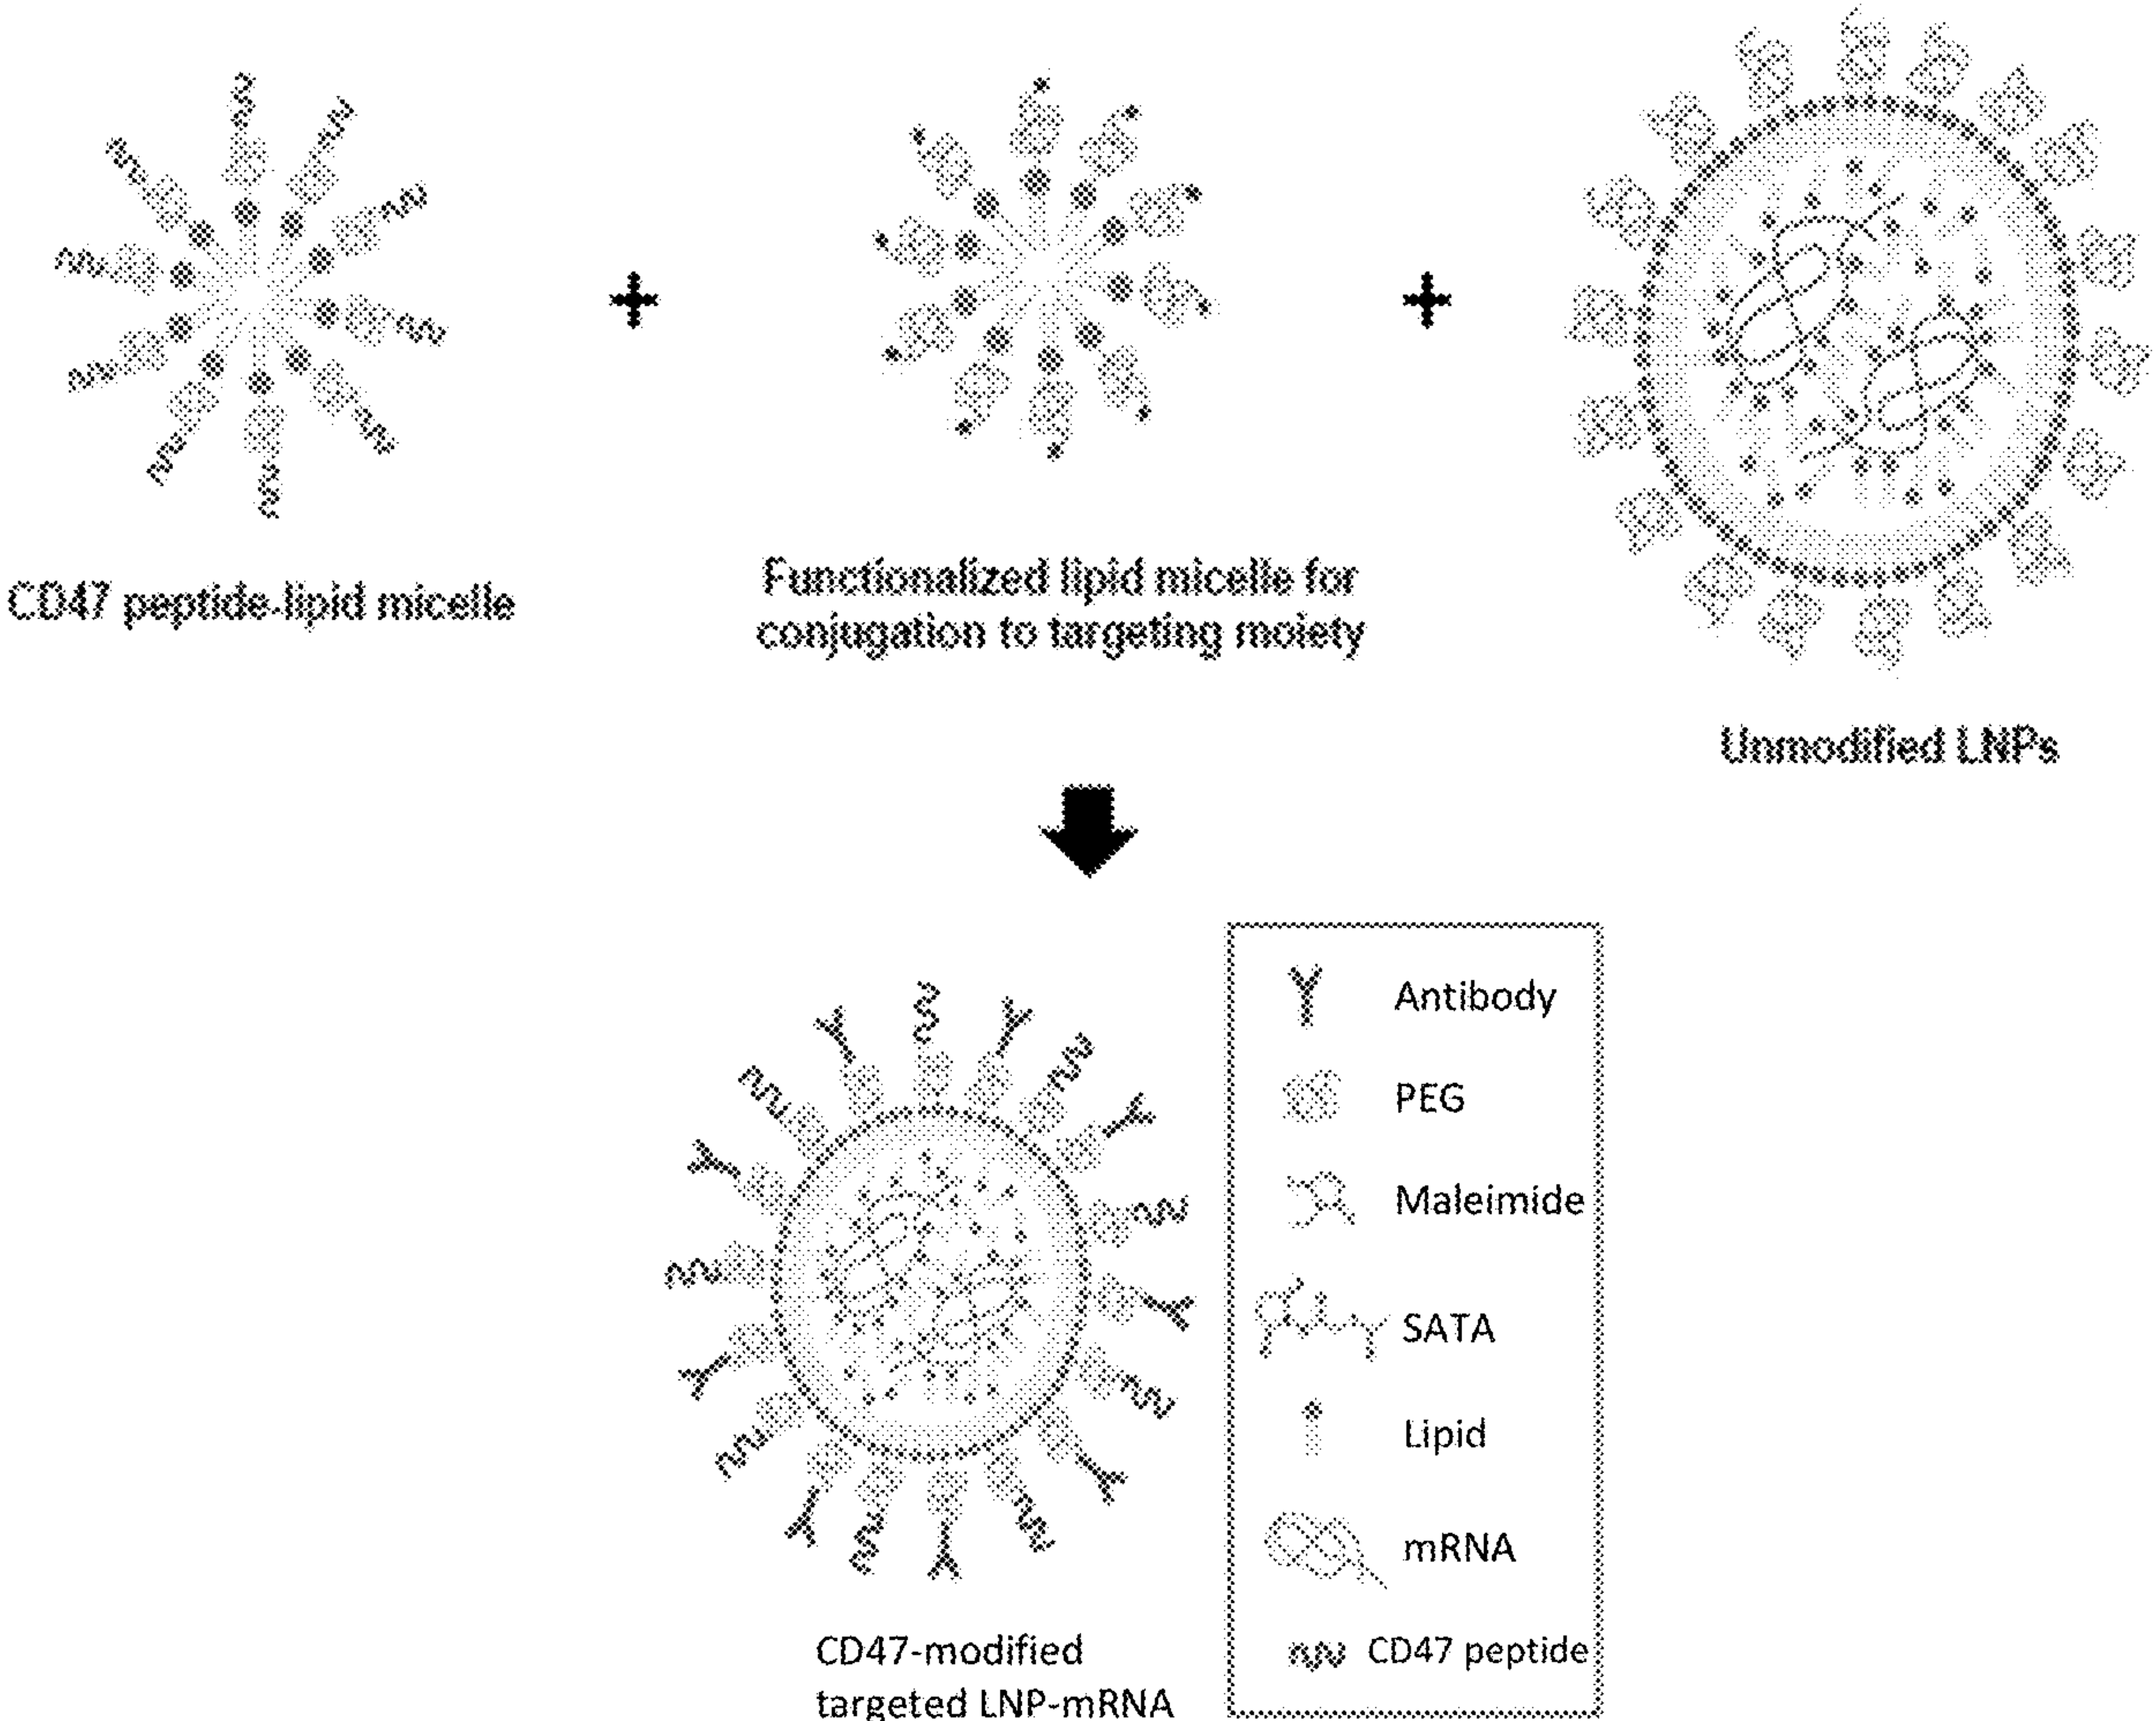 CD47 peptide-lipid micelle
Functionalized lipid micelle for
conjugation to targeting moiety
Unmodified LNPs
Antibody
PEG
Maleimide
SATA
Lipid
mRNA
CD47 peptide
CD47-modified
targeted LNP-mRNA